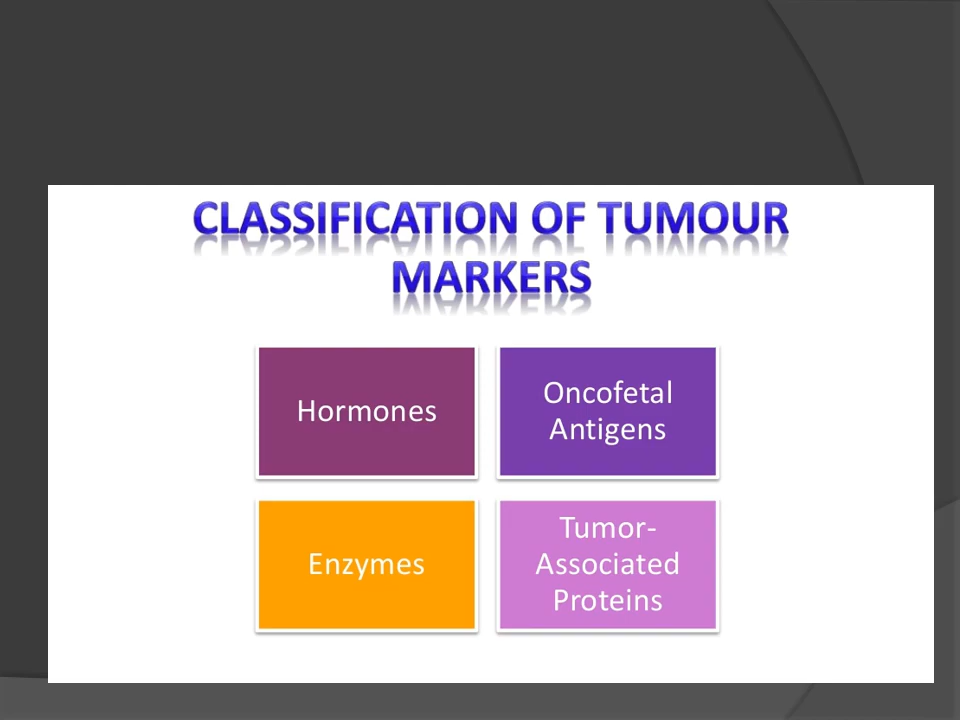 CLASSIFICATION OF TUMOUR
MARKERS
Hormones
Oncofetal
Antigens
Enzymes
Tumor-
Associated
Proteins